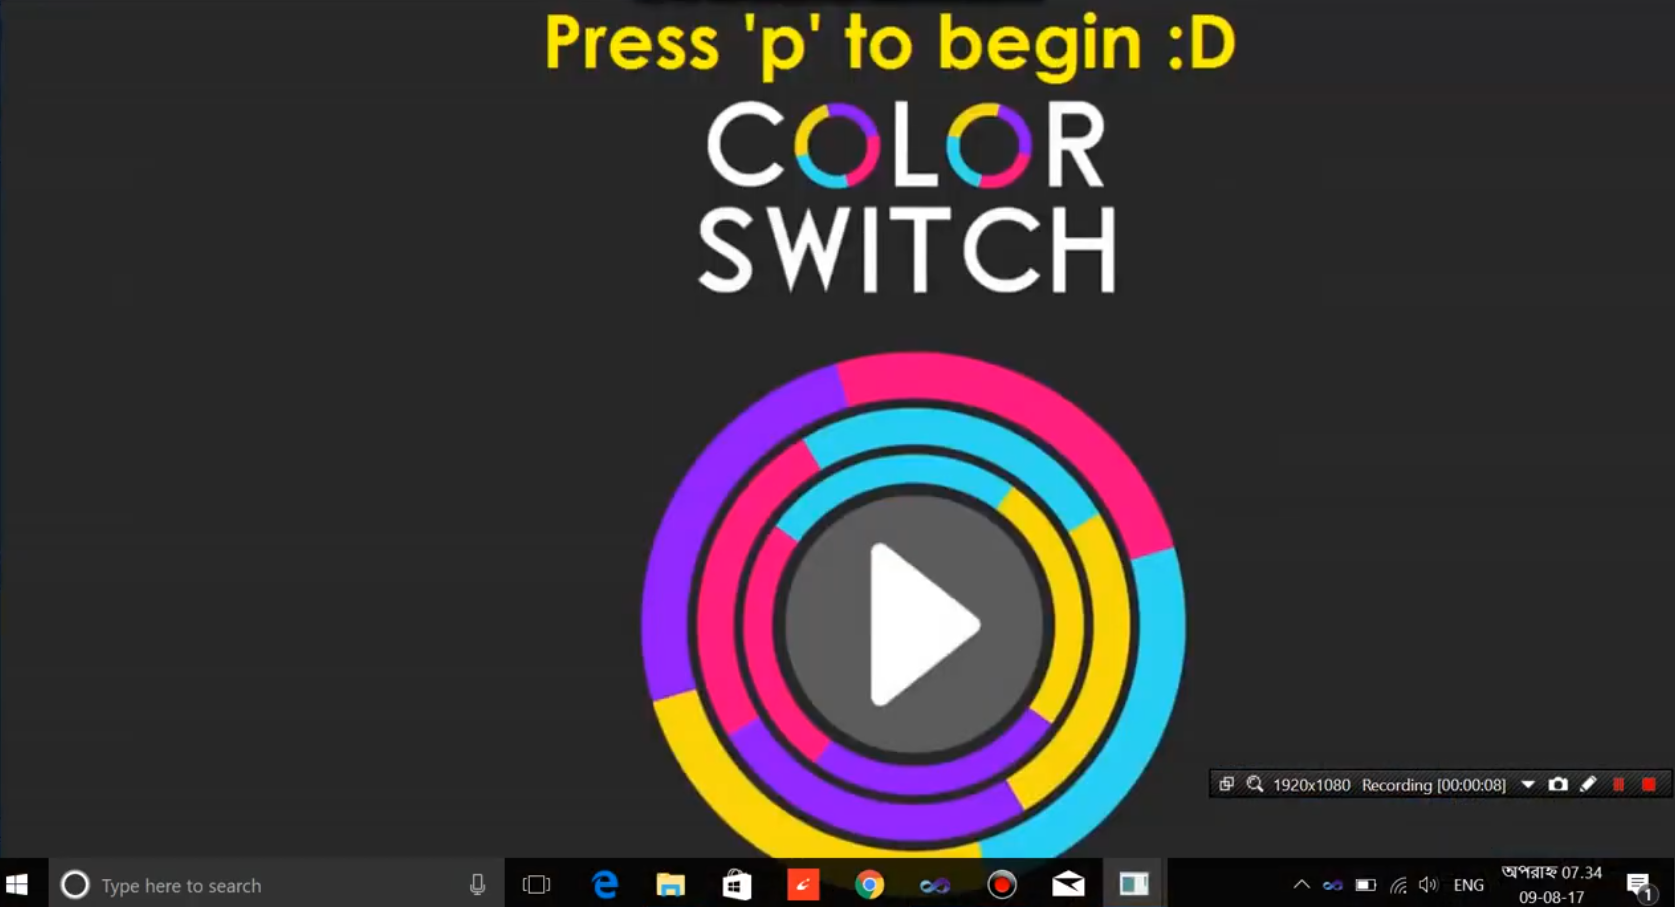 Press 'p' to begin :D
COLOR
SWITCH
1920x1080 Recording [00:00:08]
Type here to search
ENG
অপরাহ্ন 07.34
09-08-17
1